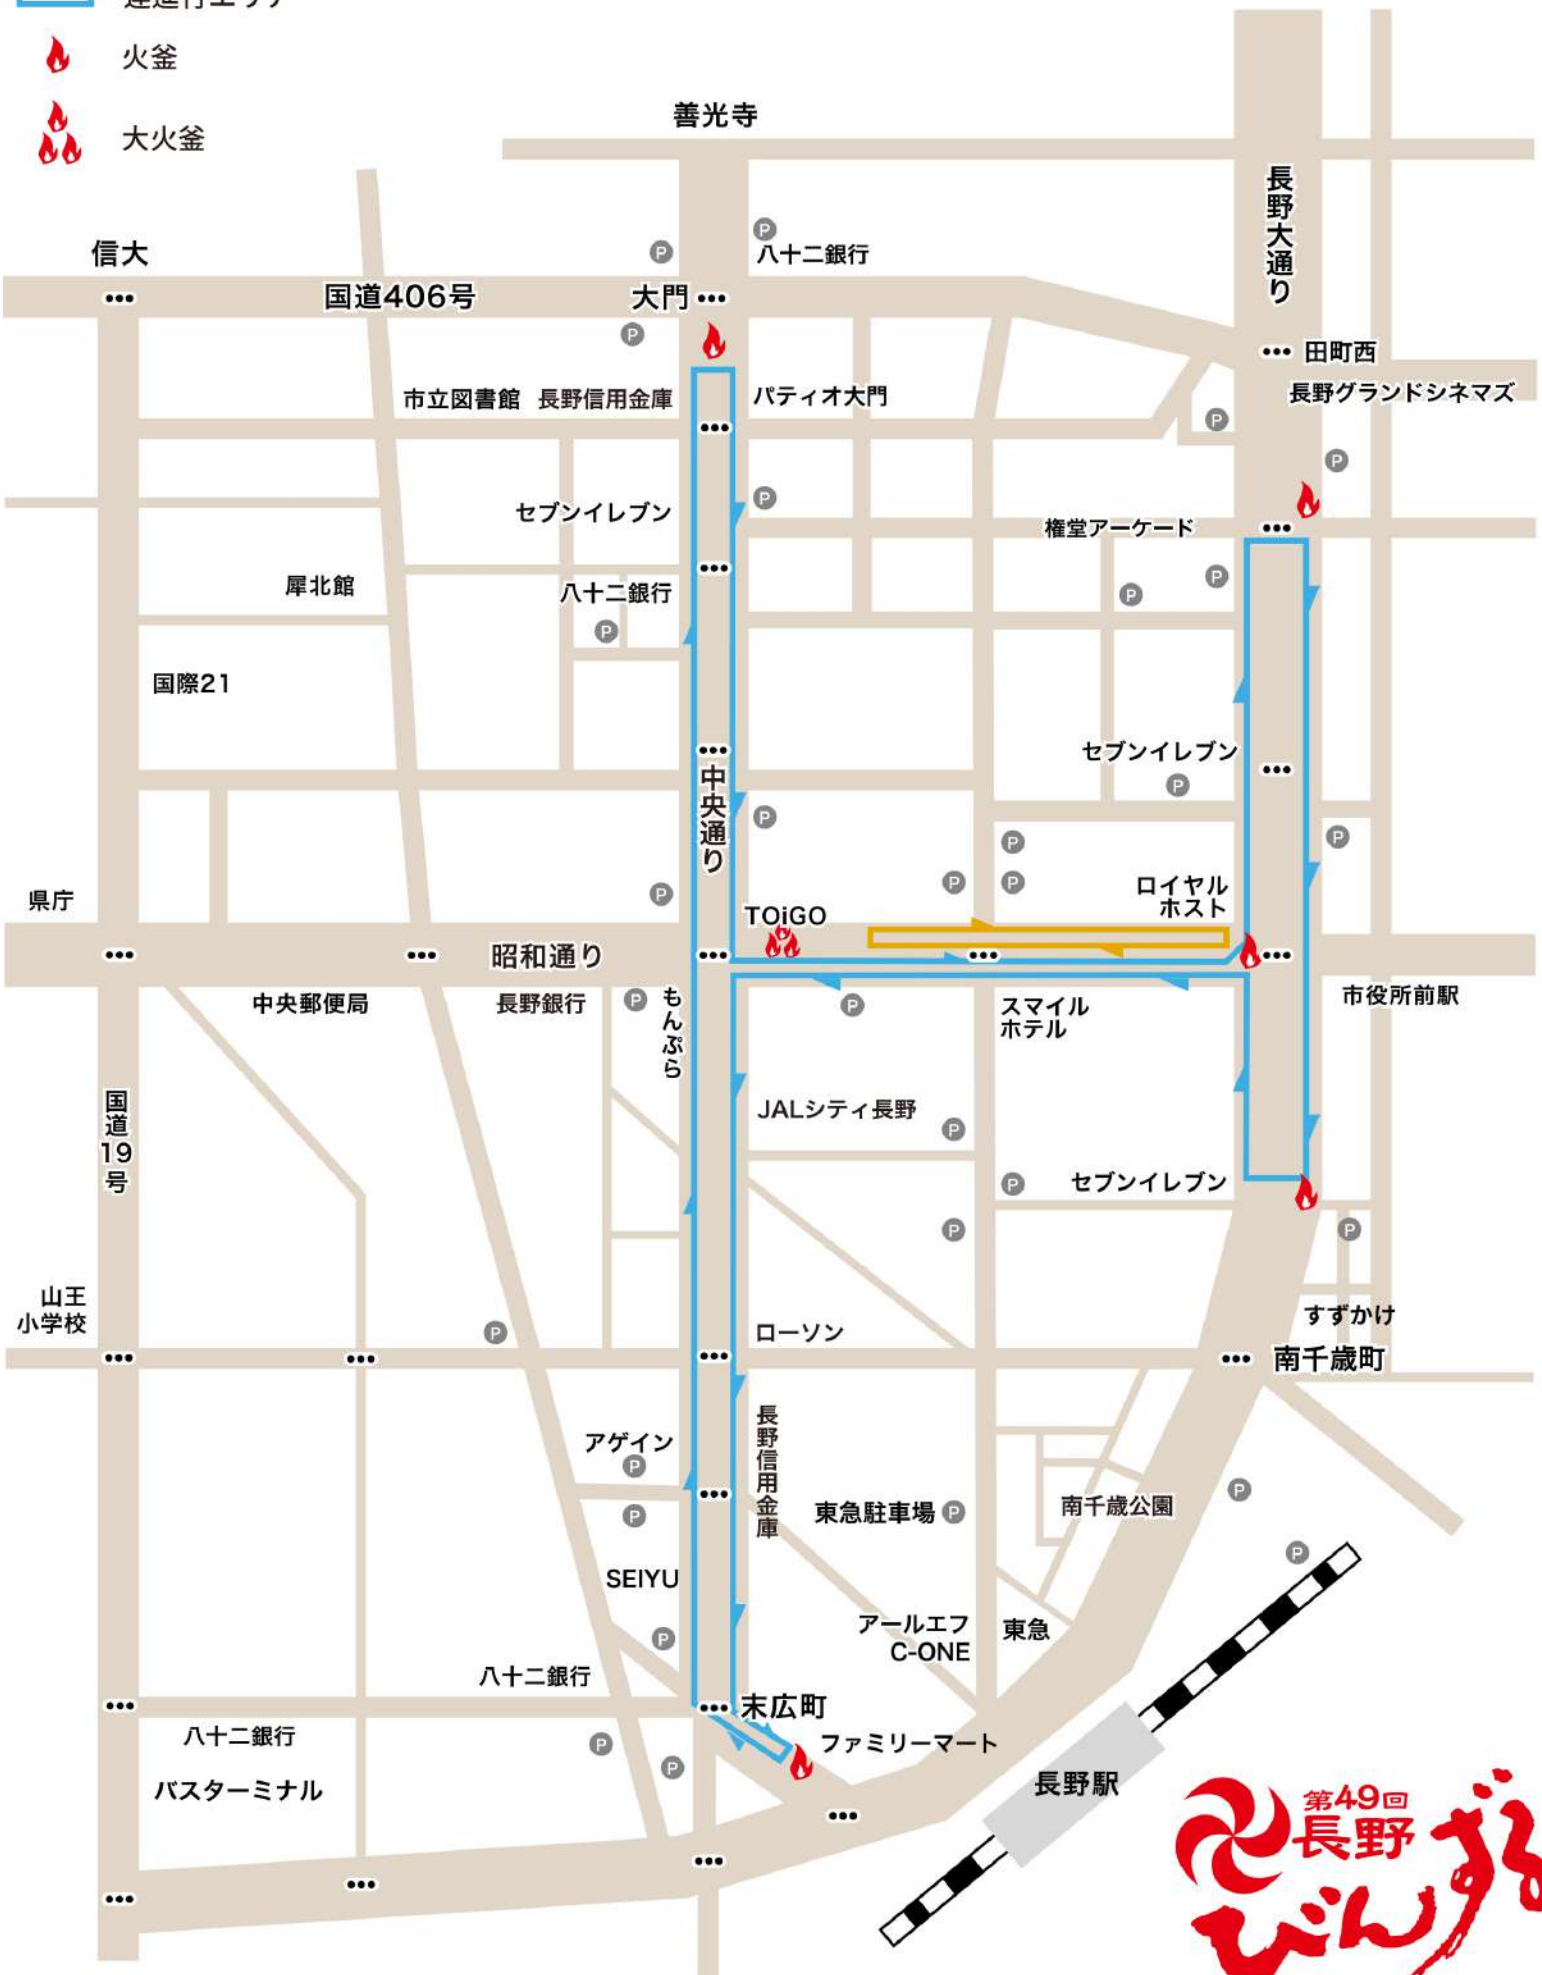 連進行エリア
火釜
大火釜
善光寺
長野大通り
P
八十二銀行
P
信大
国道406号
大門
P
田町西
長野グランドシネマズ
市立図書館
長野信用金庫
パティオ大門
P
P
セブンイレブン
P
権堂アーケード
犀北館
八十二銀行
P
P
P
国際21
セブンイレブン
P
中央通り
P
P
P
P
P
P
県庁
ロイヤル
ホスト
TOiGO
昭和通り
中央郵便局
長野銀行
P
もんぷら
P
スマイル
ホテル
市役所前駅
国道19号
JALシティ長野
P
P
セブンイレブン
P
P
山王
小学校
P
ローソン
すずかけ
南千歳町
アゲイン
P
長野信用金庫
P
東急駐車場
P
南千歳公園
P
P
SEIYU
P
アールエフ
C-ONE
東急
八十二銀行
末広町
八十二銀行
P
ファミリーマート
P
バスターミナル
長野駅
第49回
長野
びんずる